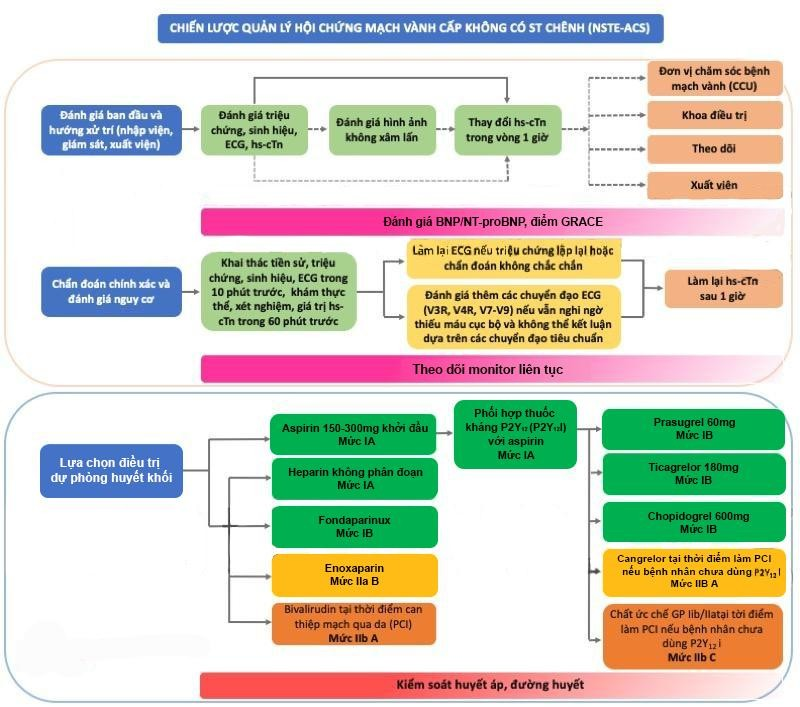 CHIẾN LƯỢC QUẢN LÝ HỘI CHỨNG MẠCH VÀNH CẤP KHÔNG CÓ ST CHÊNH (NSTE-ACS)
Đánh giá ban đầu và
hướng xử trí (nhập viện,
giám sát, xuất viện)
Đánh giá triệu
chứng, sinh hiệu,
ECG, hs-cTn
Đánh giá hình ảnh
không xâm lấn
Thay đổi hs-cTn
trong vòng 1 giờ
Đơn vị chăm sóc bệnh
mạch vành (CCU)
Khoa điều trị
Theo dõi
Xuất viên
Đánh giá BNP/NT-proBNP, điểm GRACE
Chẩn đoán chính xác và
đánh giá nguy cơ
Khai thác tiền sử, triệu
chứng, sinh hiệu, ECG trong
10 phút trước, khám thực
thể, xét nghiệm, giá trị hs-
cTn trong 60 phút trước
Làm lại ECG nếu triệu chứng lặp lại hoặc
chẩn đoán không chắc chắn
Đánh giá thêm các chuyển đạo ECG
(V3R, V4R, V7-V9) nếu vẫn nghi ngờ
thiếu máu cục bộ và không thể kết luận
dựa trên các chuyển đạo tiêu chuẩn
Làm lại hs-cTn
sau 1 giờ
Theo dõi monitor liên tục
Lựa chọn điều trị
dự phòng huyết khối
Aspirin 150-300mg khởi đầu
Mức IA
Heparin không phân đoạn
Mức IA
Fondaparinux
Mức IB
Enoxaparin
Mức IIa B
Bivalirudin tại thời điểm can
thiệp mạch qua da (PCI)
Mức IIb A
Phối hợp thuốc
kháng P2Y₁₂ (P2Y₁₂I)
với aspirin
Mức IA
Prasugrel 60mg
Mức IB
Ticagrelor 180mg
Mức IB
Chopidogrel 600mg
Mức IB
Cangrelor tại thời điểm làm PCI
nếu bệnh nhân chưa dùng P2Y₁₂ I
Mức IIB A
Chất ức chế GP Iib/IIatại tời điểm
làm PCI nếu bệnh nhân chưa
dùng P2Y₁₂ i
Mức IIb C
Kiểm soát huyết áp, đường huyết